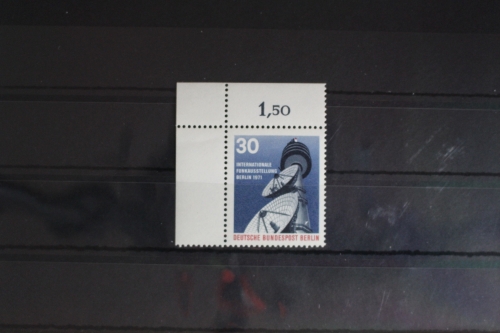 1,50
30
INTERNATIONALE
FUNKAUSSTELLUNG
BERLIN 1971
DEUTSCHE BUNDESPOST BERLIN